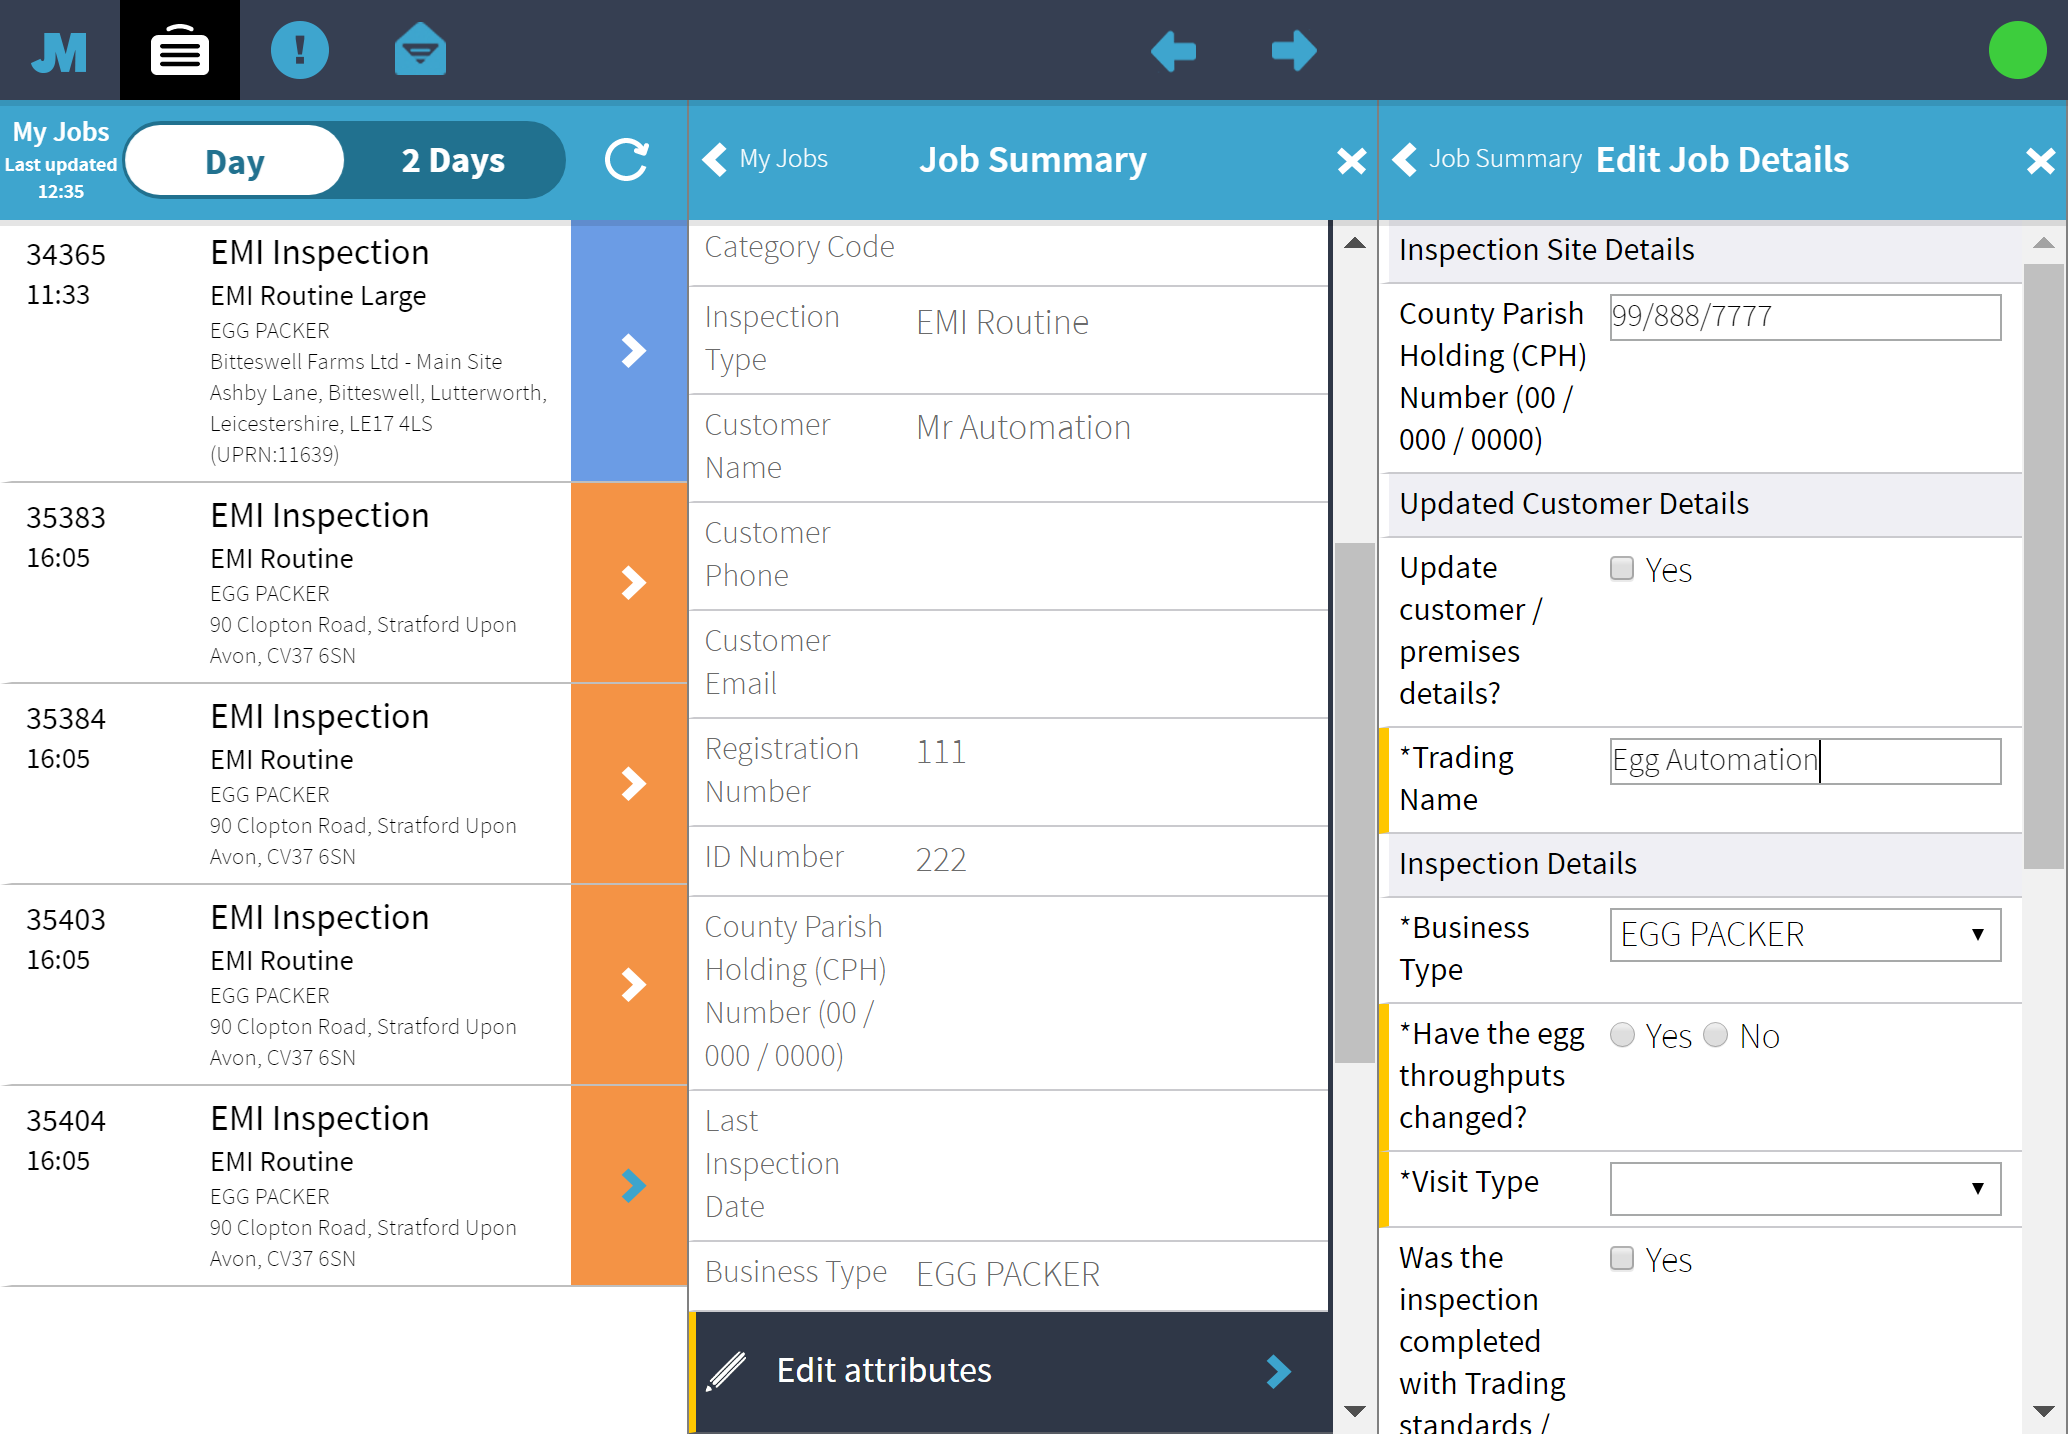 JM
My Jobs
Last updated
12:35
Day
2 Days
My Jobs
Job Summary
Job Summary
Edit Job Details
34365
11:33
EMI Inspection
EMI Routine Large
EGG PACKER
Bitteswell Farms Ltd - Main Site
Ashby Lane, Bitteswell, Lutterworth,
Leicestershire, LE17 4LS
(UPRN:11639)
35383
16:05
EMI Inspection
EMI Routine
EGG PACKER
90 Clopton Road, Stratford Upon
Avon, CV37 6SN
35384
16:05
EMI Inspection
EMI Routine
EGG PACKER
90 Clopton Road, Stratford Upon
Avon, CV37 6SN
35403
16:05
EMI Inspection
EMI Routine
EGG PACKER
90 Clopton Road, Stratford Upon
Avon, CV37 6SN
35404
16:05
EMI Inspection
EMI Routine
EGG PACKER
90 Clopton Road, Stratford Upon
Avon, CV37 6SN
Category Code
Inspection
Type
EMI Routine
Customer
Name
Mr Automation
Customer
Phone
Customer
Email
Registration
Number
111
ID Number
222
County Parish
Holding (CPH)
Number (00 /
000 / 0000)
Last
Inspection
Date
Business Type
EGG PACKER
Edit attributes
Inspection Site Details
County Parish
Holding (CPH)
Number (00 /
000 / 0000)
99/888/7777
Updated Customer Details
Update
customer /
premises
details?
Yes
*Trading
Name
Egg Automation
Inspection Details
*Business
Type
EGG PACKER
*Have the egg
throughputs
changed?
Yes No
*Visit Type
Was the
inspection
completed
with Trading
standards /
Yes